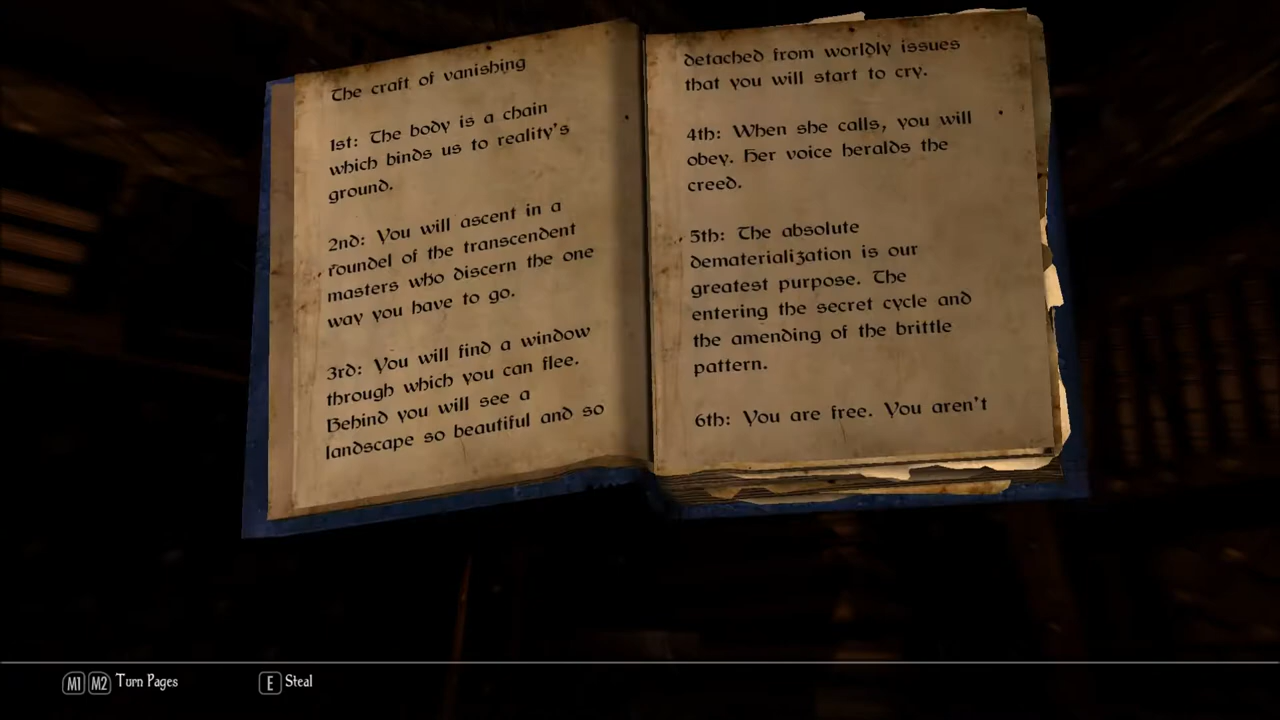 The craft of vanishing
1st: The body is a chain
which binds us to reality's
ground.
2nd: You will ascent in a
roundel of the transcendent
masters who discern the one
way you have to go.
3rd: You will find a window
through which you can flee.
Behind you will see a
landscape so beautiful and so
detached from worldly issues
that you will start to cry.
4th: When she calls, you will
obey. Her voice heralds the
creed.
5th: The absolute
dematerialization is our
greatest purpose. The
entering the secret cycle and
the amending of the brittle
pattern.
6th: You are free. You aren't
M1 M2 Turn Pages
E Steal